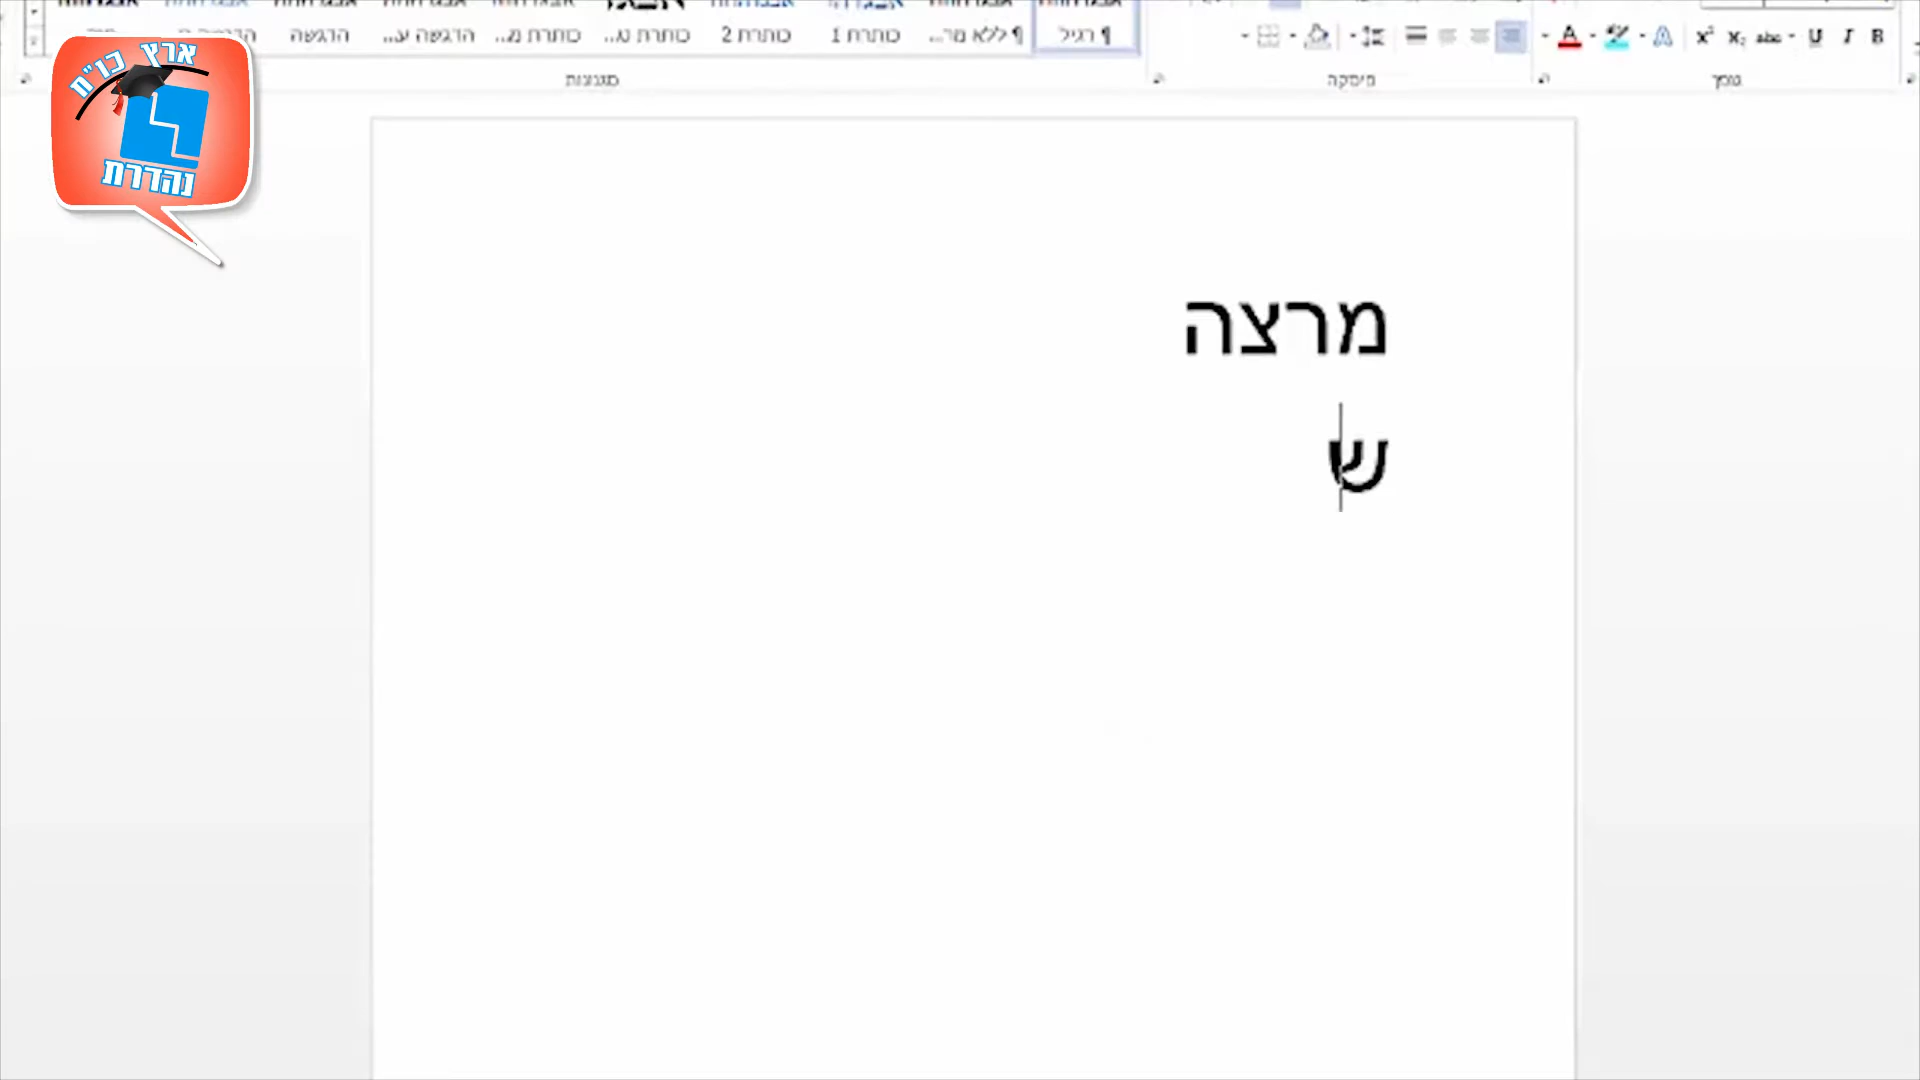 רגיל ¶
ללא מר... ¶
כותרת 1
כותרת 2
כותרת ט...
כותרת מ...
הדגשה ע...
הדגשה
גופן
פיסקה
סגנונות
ארץ כו"ח
נהדרת
מרצה
ש